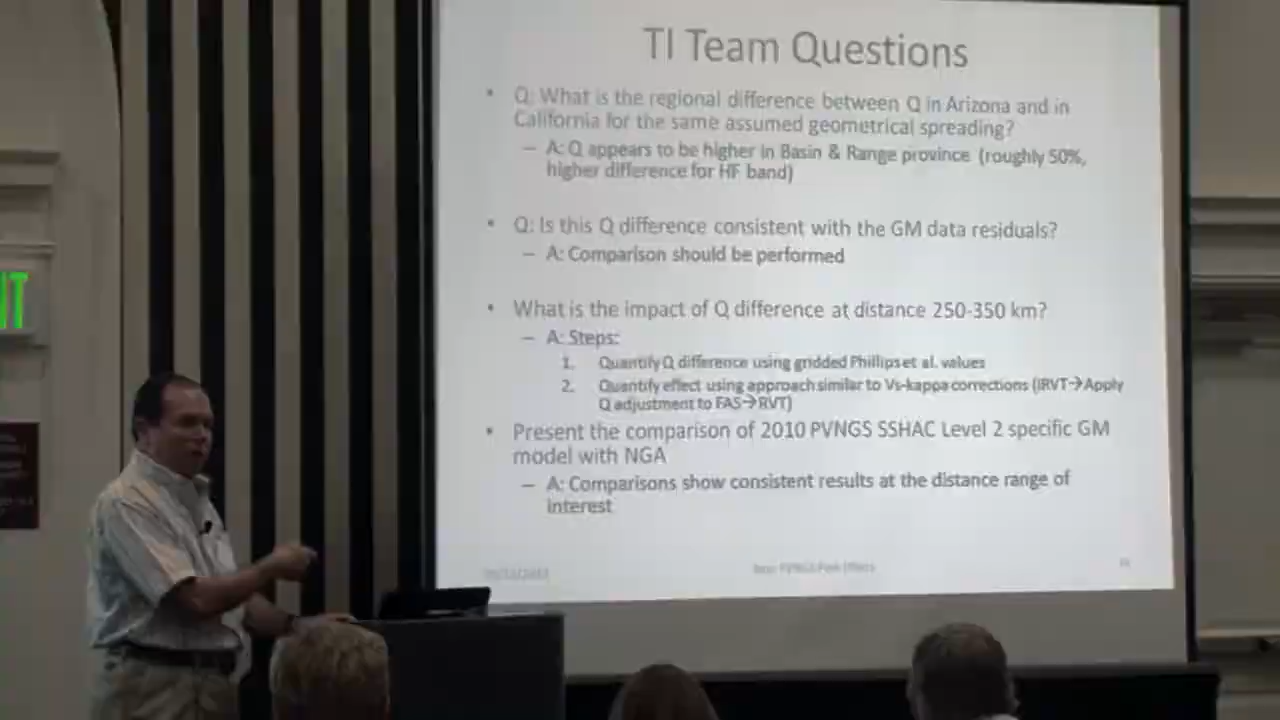 TI Team Questions
• Q: What is the regional difference between Q in Arizona and in
California for the same assumed geometrical spreading?
– A: Q appears to be higher in Basin & Range province (roughly 50%,
higher difference for HF band)
• Q: Is this Q difference consistent with the GM data residuals?
– A: Comparison should be performed
• What is the impact of Q difference at distance 250-350 km?
– A: Steps:
1. Quantify Q difference using gridded Phillips et al. values
2. Quantify effect using approach similar to Vs-kappa corrections (IRVT→Apply
Q adjustment to FAS→RVT)
• Present the comparison of 2010 PVNGS SSHAC Level 2 specific GM
model with NGA
– A: Comparisons show consistent results at the distance range of
interest
IT